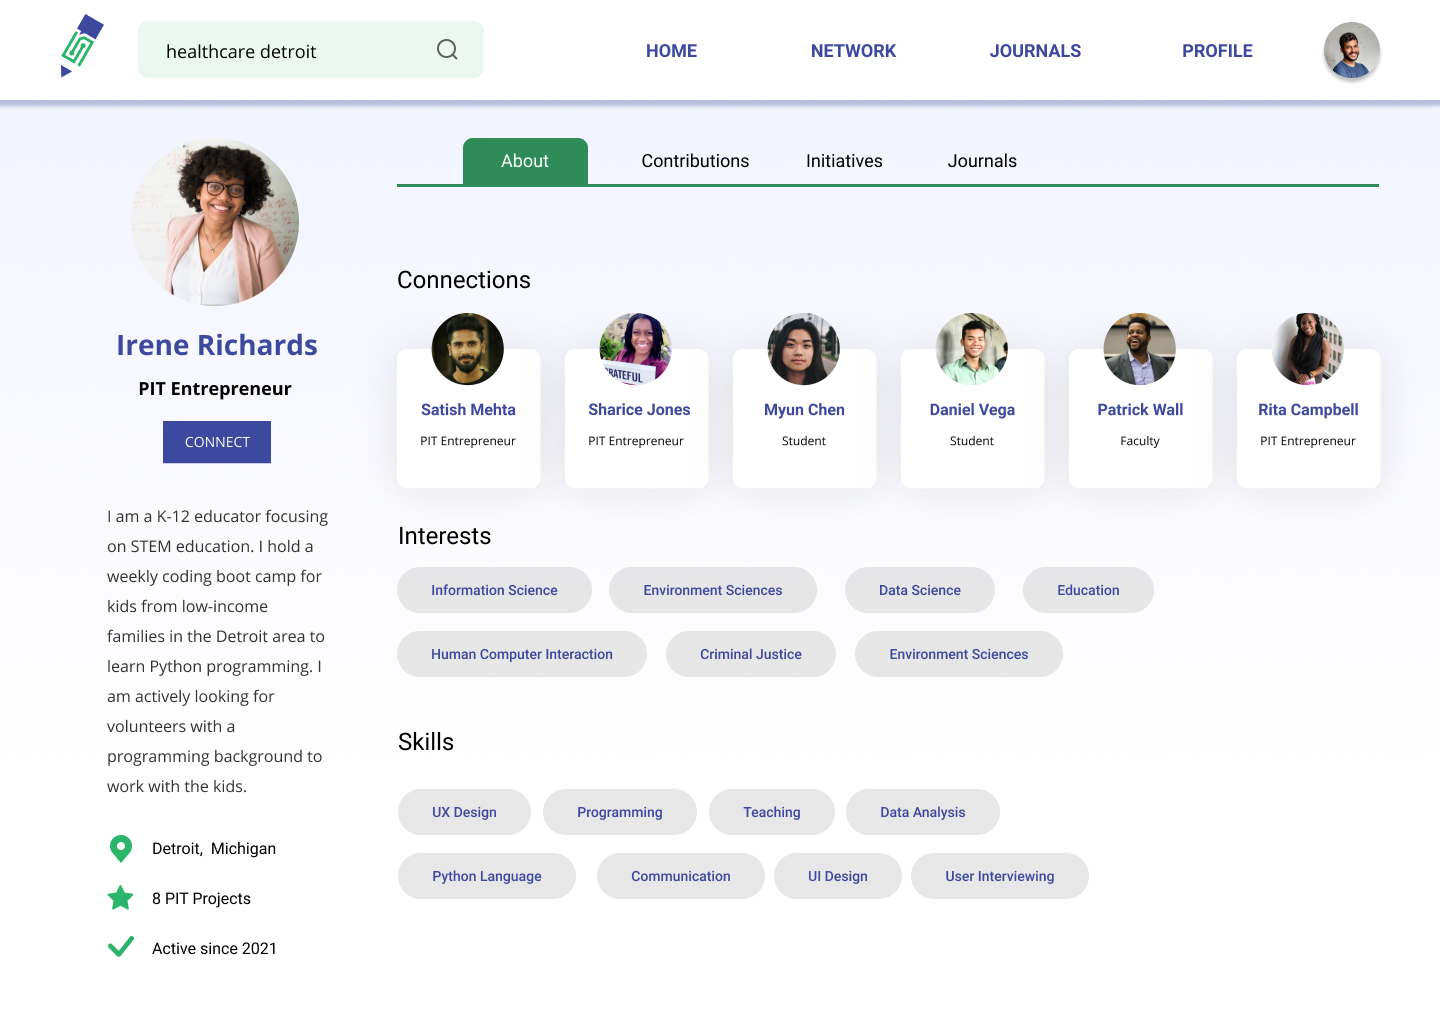 healthcare detroit
HOME
NETWORK
JOURNALS
PROFILE
About
Contributions
Initiatives
Journals
Irene Richards
PIT Entrepreneur
CONNECT
I am a K-12 educator focusing
on STEM education. I hold a
weekly coding boot camp for
kids from low-income
families in the Detroit area to
learn Python programming. I
am actively looking for
volunteers with a
programming background to
work with the kids.
Detroit, Michigan
8 PIT Projects
Active since 2021
Connections
RATEFUL
Satish Mehta
PIT Entrepreneur
Sharice Jones
PIT Entrepreneur
Myun Chen
Student
Daniel Vega
Student
Patrick Wall
Faculty
Rita Campbell
PIT Entrepreneur
Interests
Information Science
Environment Sciences
Data Science
Education
Human Computer Interaction
Criminal Justice
Environment Sciences
Skills
UX Design
Programming
Teaching
Data Analysis
Python Language
Communication
UI Design
User Interviewing